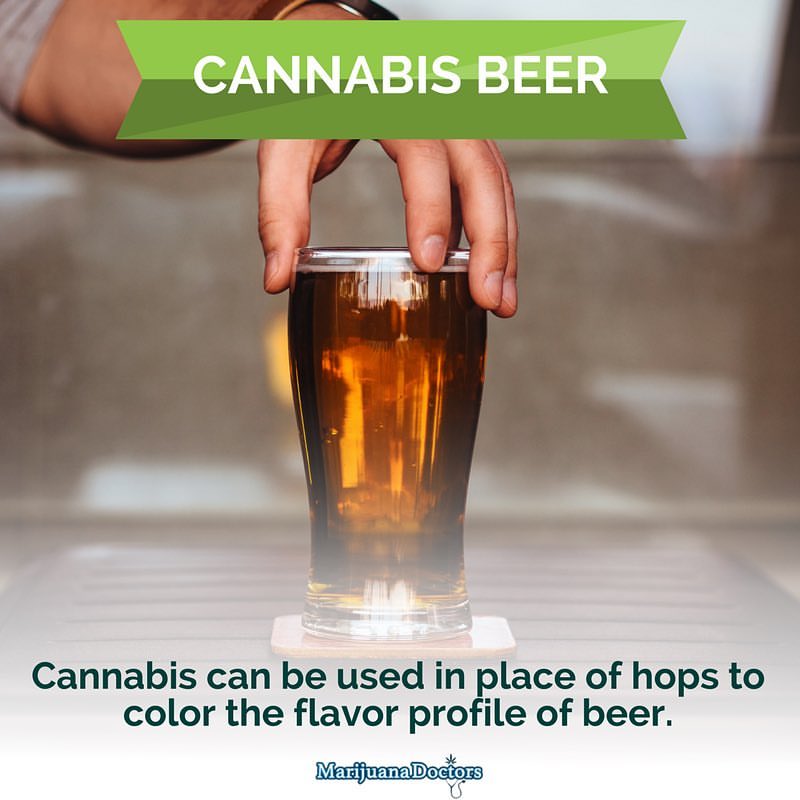 CANNABIS BEER
Cannabis can be used in place of hops to
color the flavor profile of beer.
MarijuanaDoctors